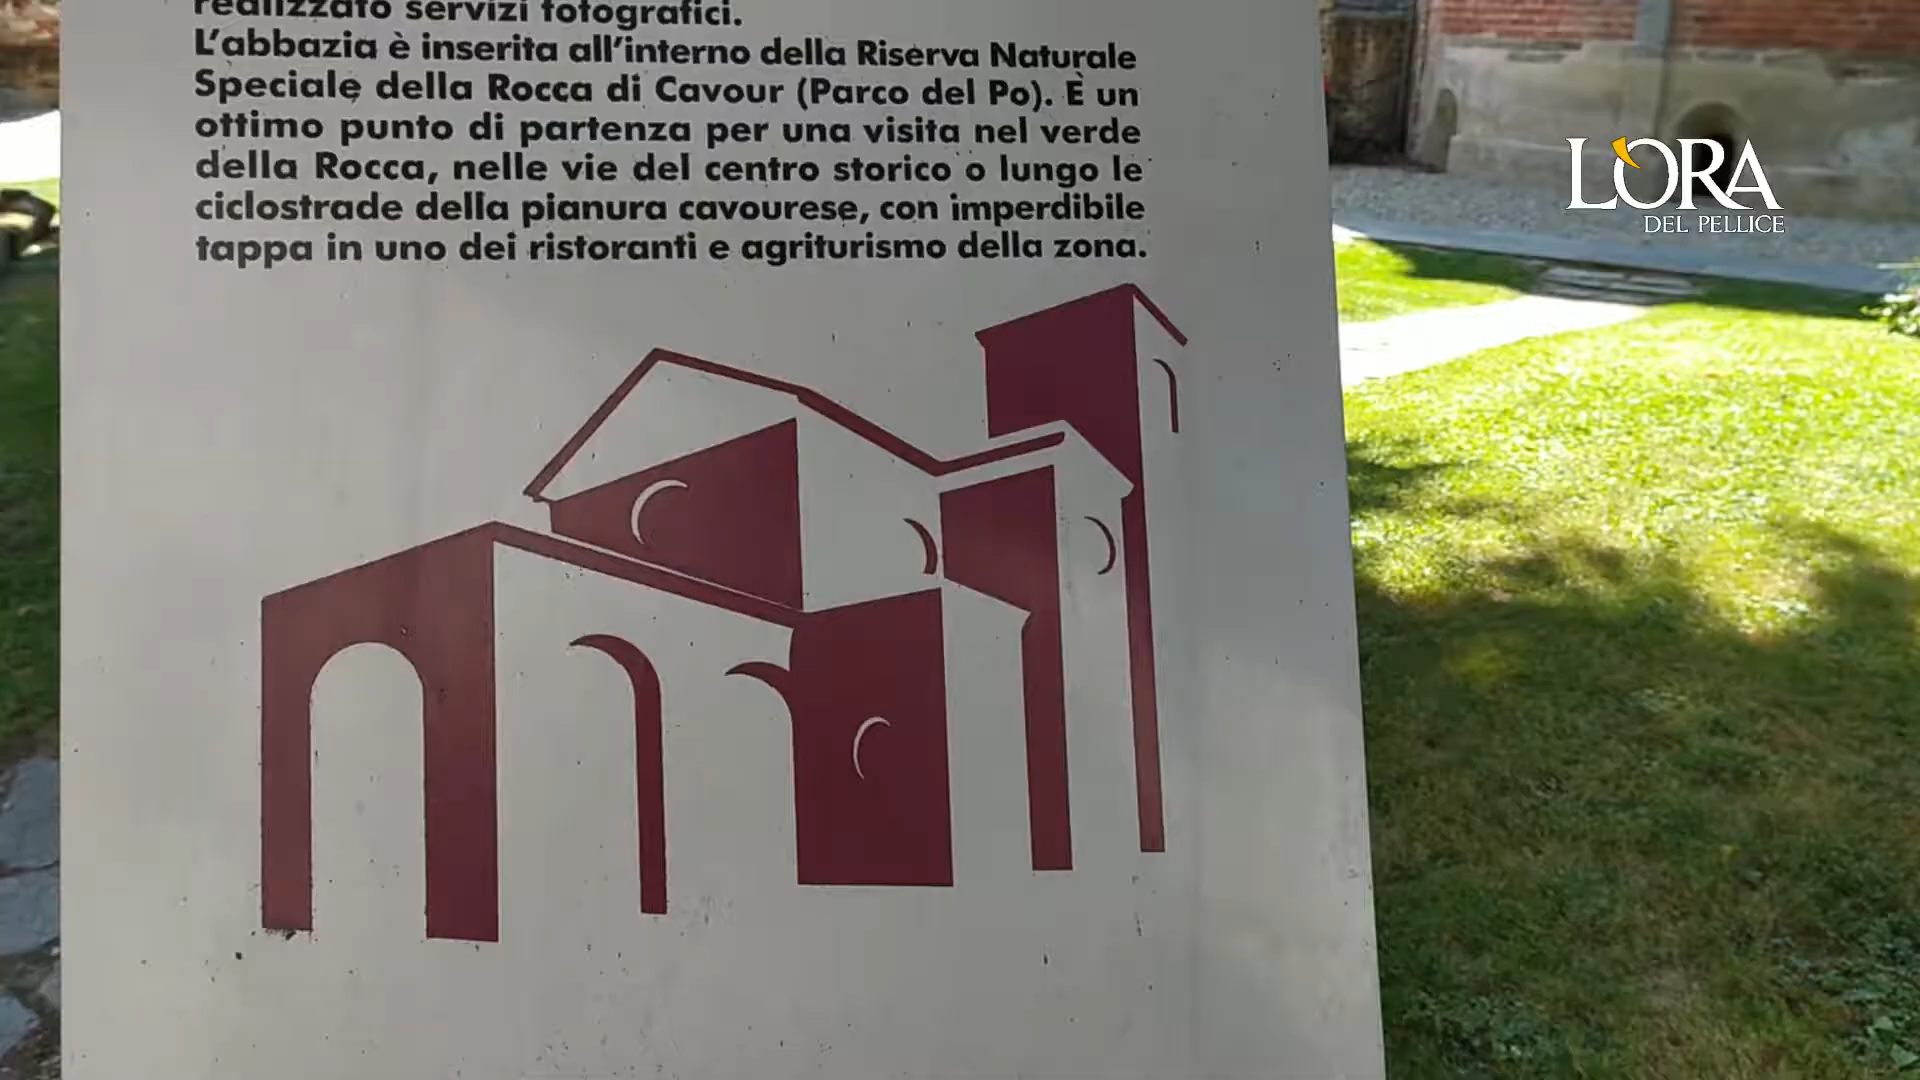 realizzato servizi fotografici.
L'abbazia è inserita all'interno della Riserva Naturale
Speciale della Rocca di Cavour (Parco del Po). È un
ottimo punto di partenza per una visita nel verde
della Rocca, nelle vie del centro storico o lungo le
ciclostrade della pianura cavourese, con imperdibile
tappa in uno dei ristoranti e agriturismo della zona.
L'ORA
DEL PELLICE